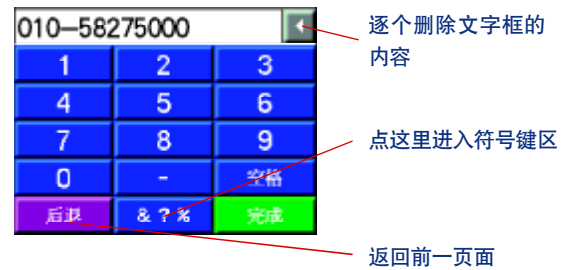 010-58275000
逐个删除文字框的
内容
1 2 3
4 5 6
7 8 9
点这里进入符号键区
0 - 空格
后退 & ? % 完成
返回前一页面